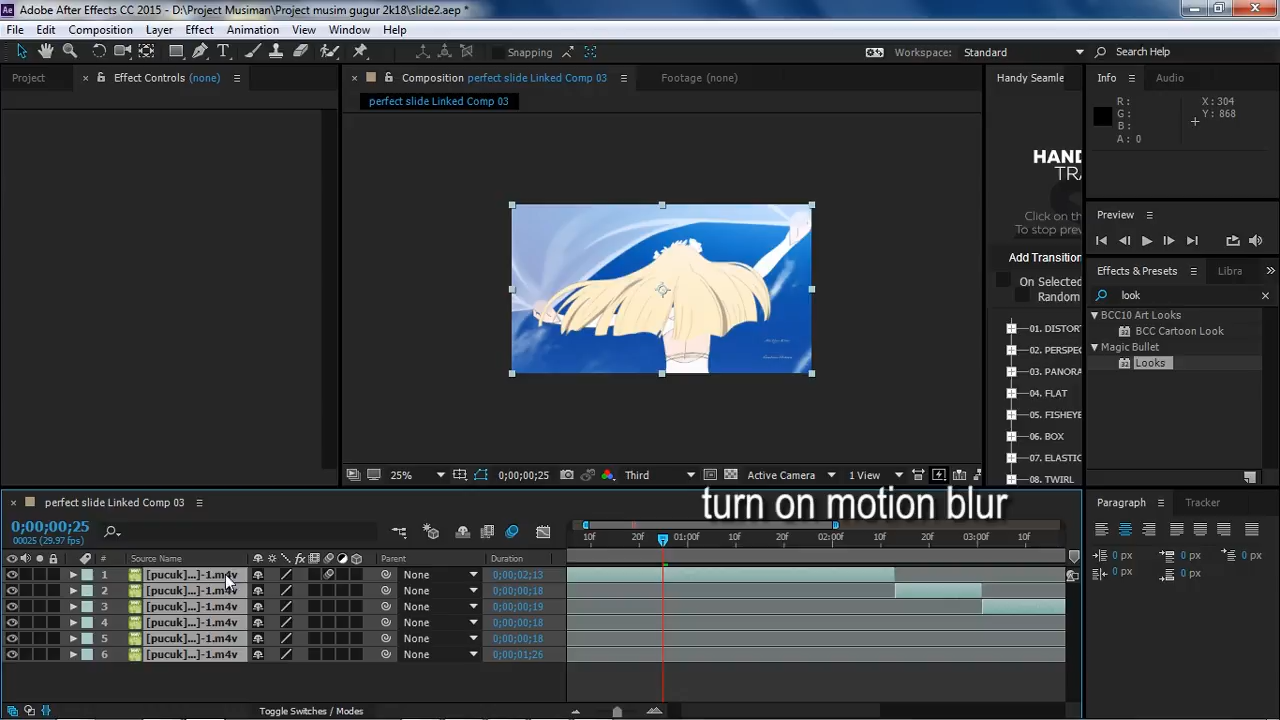 Adobe After Effects CC 2015 - D:\Project Musiman\Project musim gugur 2k18\slide2.aep *
File Edit Composition Layer Effect Animation View Window Help
Snapping
Workspace: Standard
Search Help
Project
Effect Controls (none)
Composition perfect slide Linked Comp 03
Footage (none)
perfect slide Linked Comp 03
Handy Seamle
HAND
TRA
Click on th
To stop prev
Add Transition
On Selected
Random
01. DISTOR
02. PERSPE
03. PANORA
04. FLAT
05. FISHEYE
06. BOX
07. ELASTIC
08. TWIRL
Info
Audio
R :
G :
B :
A : 0
X : 304
Y : 868
Preview
Effects & Presets
Libra
look
BCC10 Art Looks
BCC Cartoon Look
Magic Bullet
Looks
25%
0;00;00;25
Third
Active Camera
1 View
turn on motion blur
perfect slide Linked Comp 03
0;00;00;25
00025 (29.97 fps)
10f 20f 01:00f 10f 20f 02:00f 10f 20f 03:00f 10f
# Source Name Parent Duration
1 [pucuk]...]-1.m4v None 0;00;02;13
2 [pucuk]...]-1.m4v None 0;00;00;18
3 [pucuk]...]-1.m4v None 0;00;00;19
4 [pucuk]...]-1.m4v None 0;00;00;18
5 [pucuk]...]-1.m4v None 0;00;00;18
6 [pucuk]...]-1.m4v None 0;00;01;26
Toggle Switches / Modes
Paragraph
Tracker
0 px 0 px 0 px
0 px 0 px